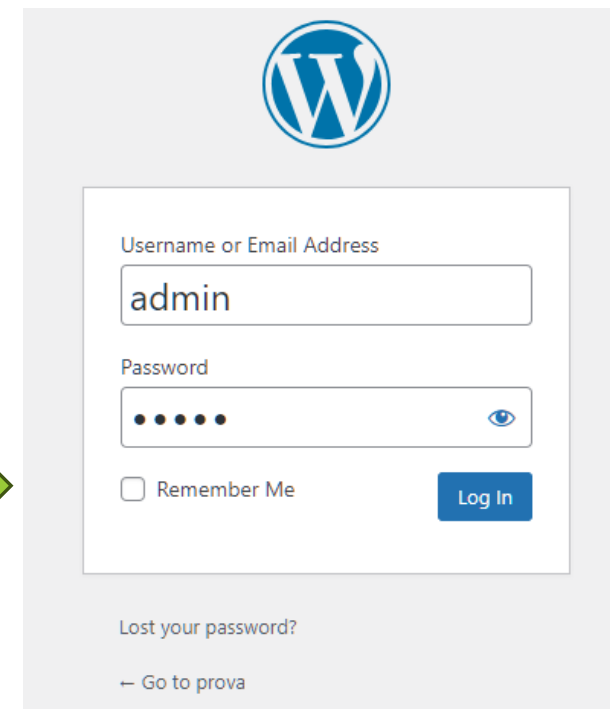 Username or Email Address
admin
Password
•••••
Remember Me
Log In
Lost your password?
← Go to prova